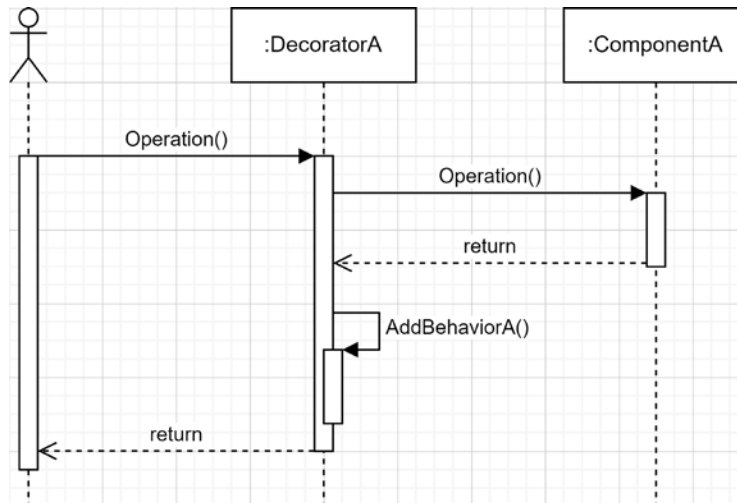 :DecoratorA
:ComponentA
Operation()
Operation()
return
AddBehaviorA()
return